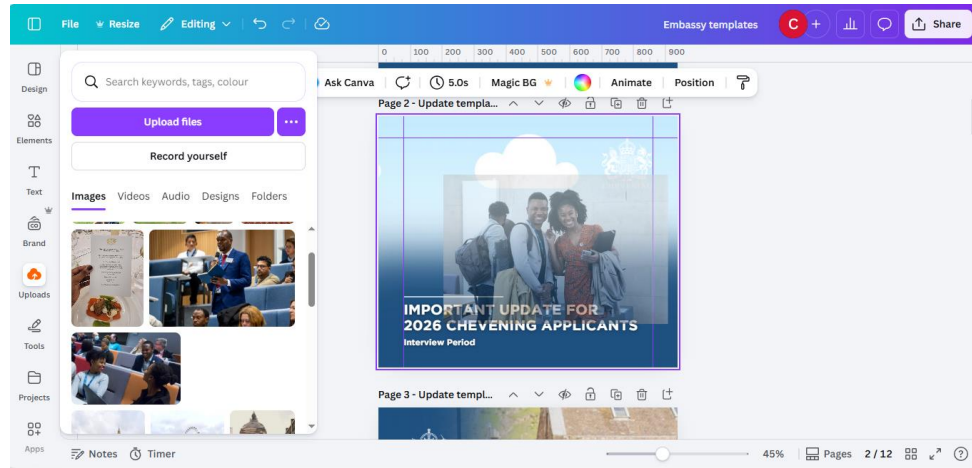 File Resize Editing Embassy templates C + Share
0 100 200 300 400 500 600 700 800 900
Design
Elements
Text
Brand
Uploads
Tools
Projects
Apps
Search keywords, tags, colour
Upload files
Record yourself
Images Videos Audio Designs Folders
Ask Canva 5.0s Magic BG Animate Position
Page 2 - Update templa...
IMPORTANT UPDATE FOR
2026 CHEVENING APPLICANTS
Interview Period
Page 3 - Update templ...
Notes Timer 45% Pages 2 / 12